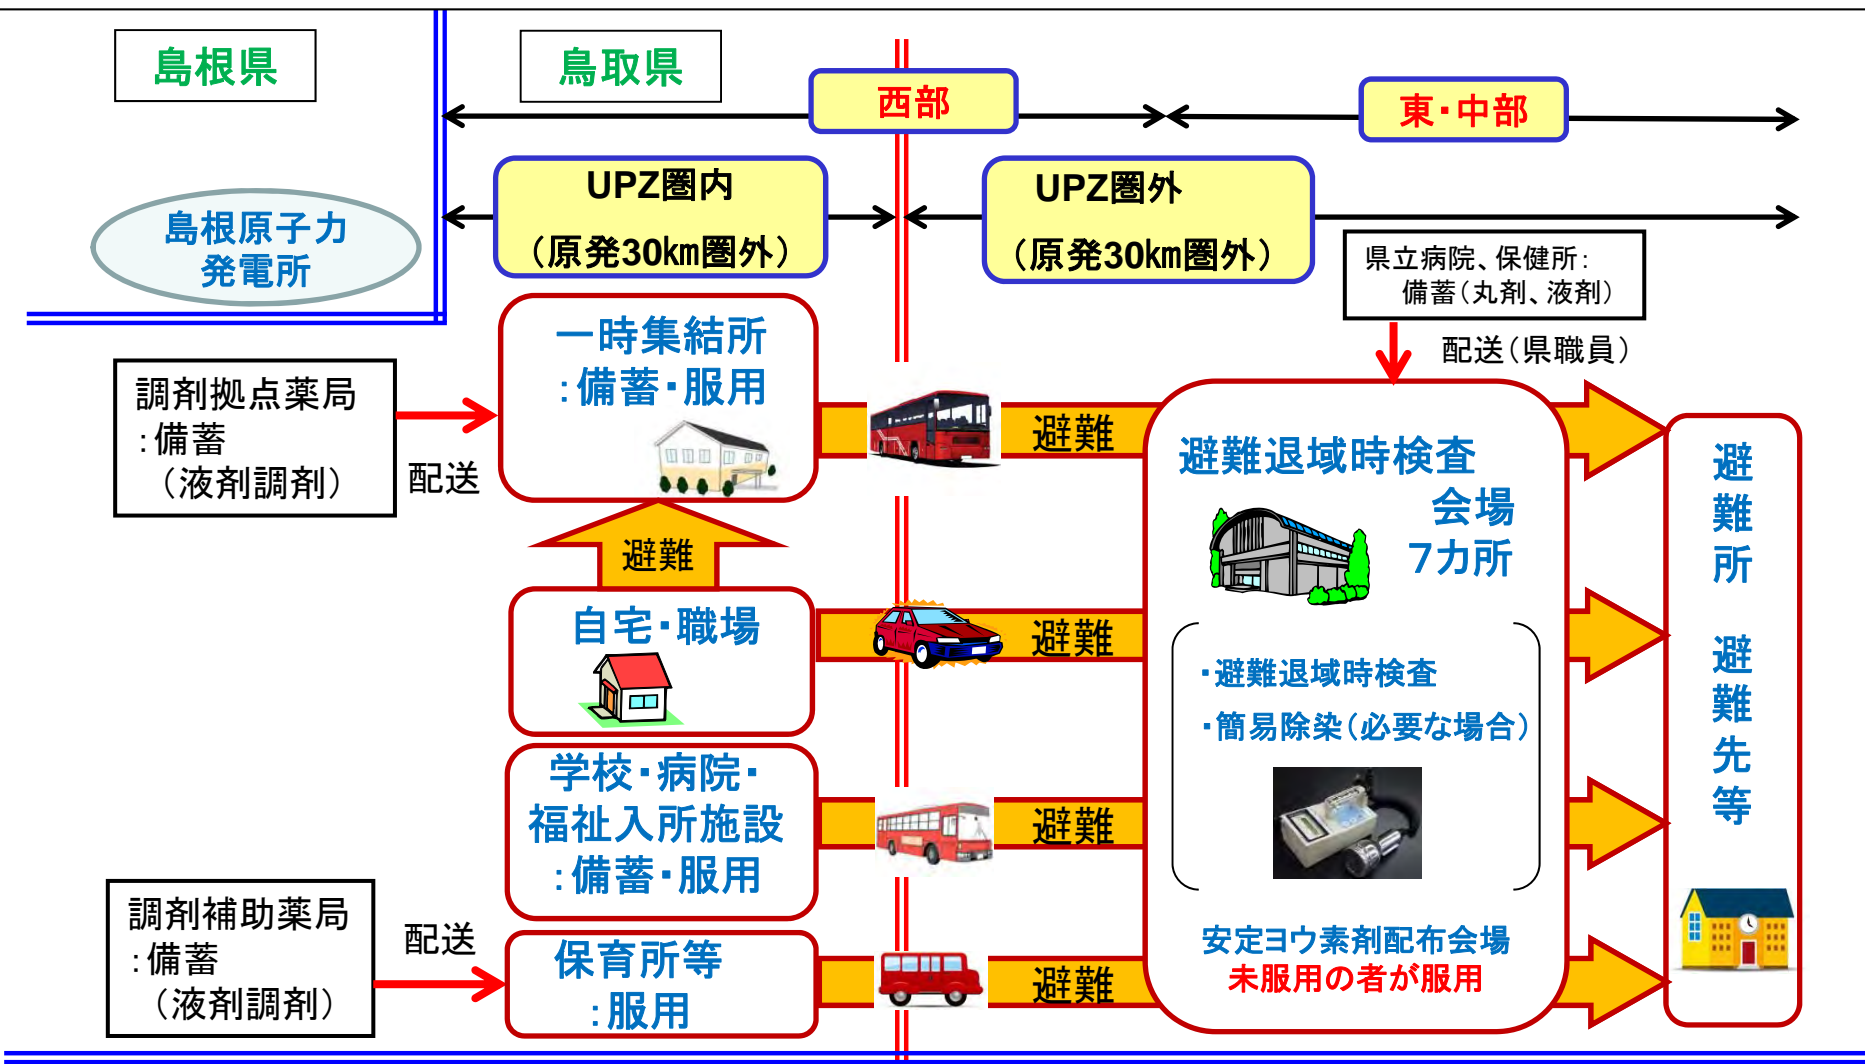 島根県
鳥取県
西部
東・中部
島根原子力
発電所
UPZ圏内
（原発30㎞圏外）
UPZ圏外
（原発30㎞圏外）
県立病院、保健所：
備蓄（丸剤、液剤）
配送（県職員）
調剤拠点薬局
：備蓄
（液剤調剤）
配送
一時集結所
：備蓄・服用
避難
避難
自宅・職場
避難
学校・病院・
福祉入所施設
：備蓄・服用
避難
調剤補助薬局
：備蓄
（液剤調剤）
配送
保育所等
：服用
避難
避難退域時検査
会場
7カ所
・避難退域時検査
・簡易除染（必要な場合）
安定ヨウ素剤配布会場
未服用の者が服用
避難所　避難先等